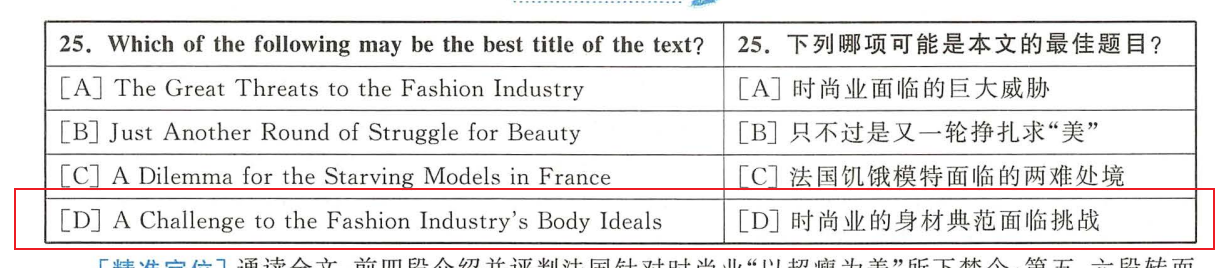 25. Which of the following may be the best title of the text? 25. 下列哪项可能是本文的最佳题目?
[A] The Great Threats to the Fashion Industry [A] 时尚业面临的巨大威胁
[B] Just Another Round of Struggle for Beauty [B] 只不过是又一轮挣扎求“美”
[C] A Dilemma for the Starving Models in France [C] 法国饥饿模特面临的两难处境
[D] A Challenge to the Fashion Industry's Body Ideals [D] 时尚业的身材典范面临挑战
[精准定位] 通读全文,前四段介绍并评判法国针对时尚业“以超瘦为美”所下禁令,第五、六段转而